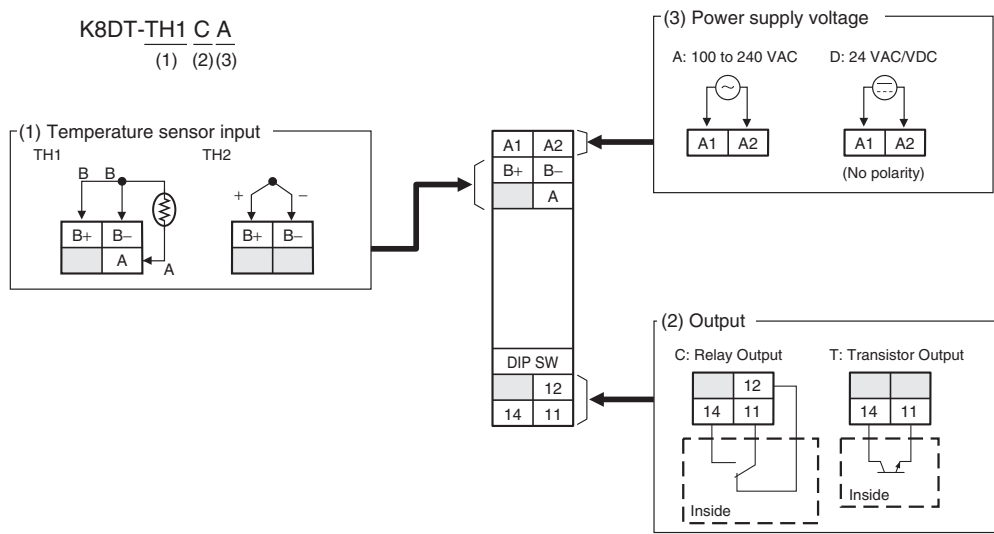 K8DT-TH1 C A
(1) (2)(3)
(1) Temperature sensor input
TH1 TH2
B B
+ −
B+ B−
A
A
B+ B−
A1 A2
B+ B−
A
DIP SW
12
14 11
(3) Power supply voltage
A: 100 to 240 VAC D: 24 VAC/VDC
A1 A2
A1 A2
(No polarity)
(2) Output
C: Relay Output T: Transistor Output
12
14 11
14 11
Inside
Inside